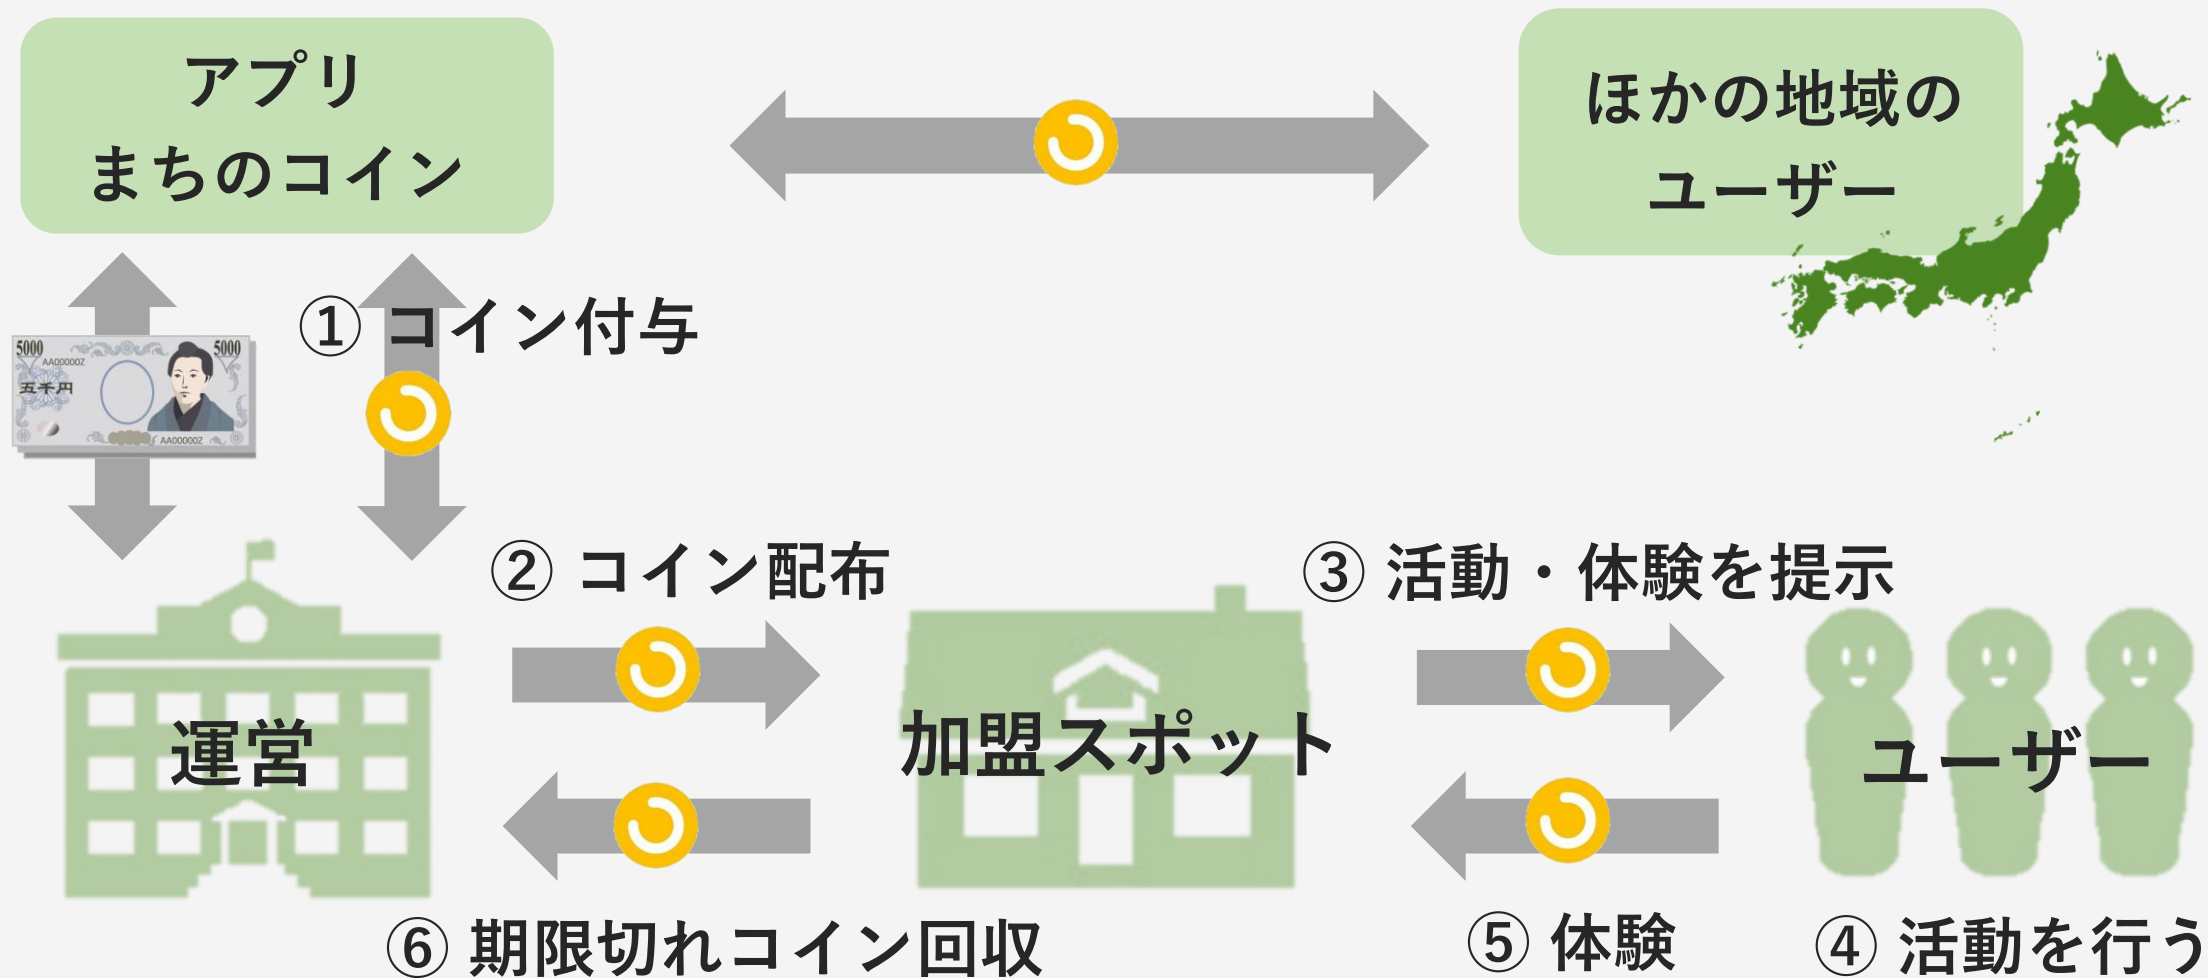 アプリ
まちのコイン
ほかの地域の
ユーザー
① コイン付与
5000
5000
AA00000Z
五千円
AA00000Z
② コイン配布
③ 活動・体験を提示
運営
加盟スポット
ユーザー
⑥ 期限切れコイン回収
⑤ 体験
④ 活動を行う